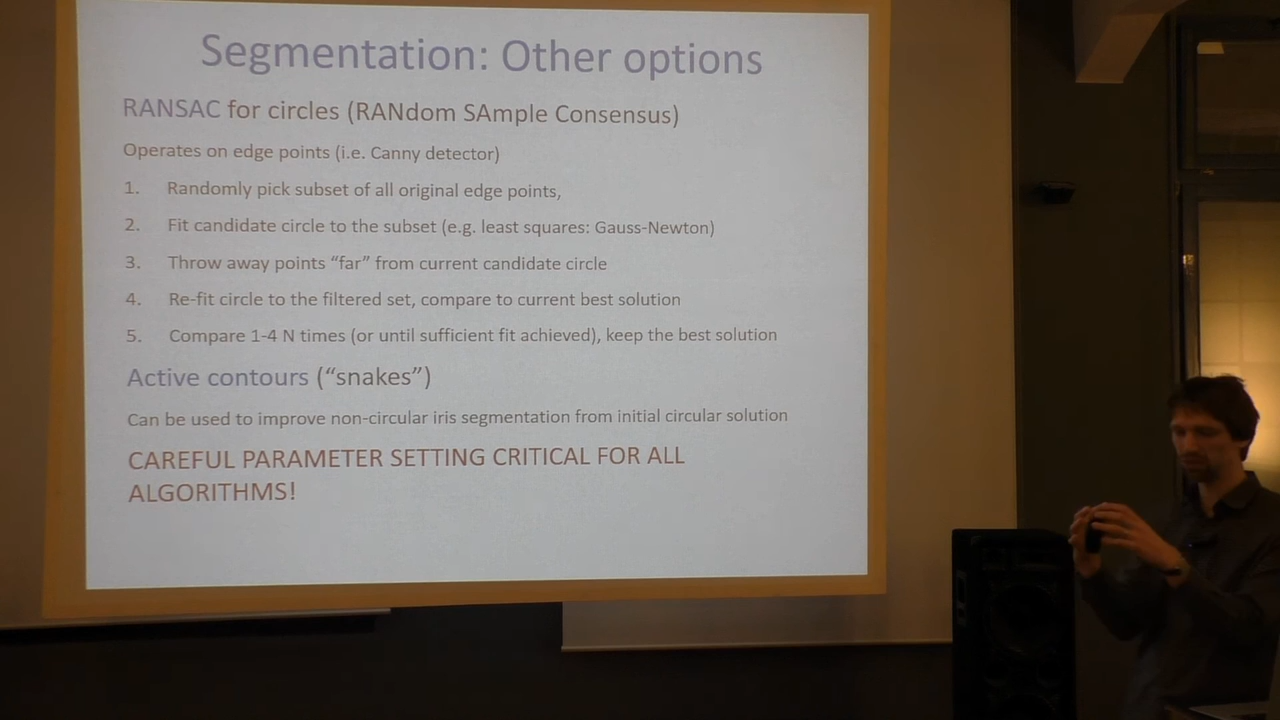 Segmentation: Other options
RANSAC for circles (RANdom SAmple Consensus)
Operates on edge points (i.e. Canny detector)
1. Randomly pick subset of all original edge points,
2. Fit candidate circle to the subset (e.g. least squares: Gauss-Newton)
3. Throw away points “far” from current candidate circle
4. Re-fit circle to the filtered set, compare to current best solution
5. Compare 1-4 N times (or until sufficient fit achieved), keep the best solution
Active contours (“snakes”)
Can be used to improve non-circular iris segmentation from initial circular solution
CAREFUL PARAMETER SETTING CRITICAL FOR ALL
ALGORITHMS!